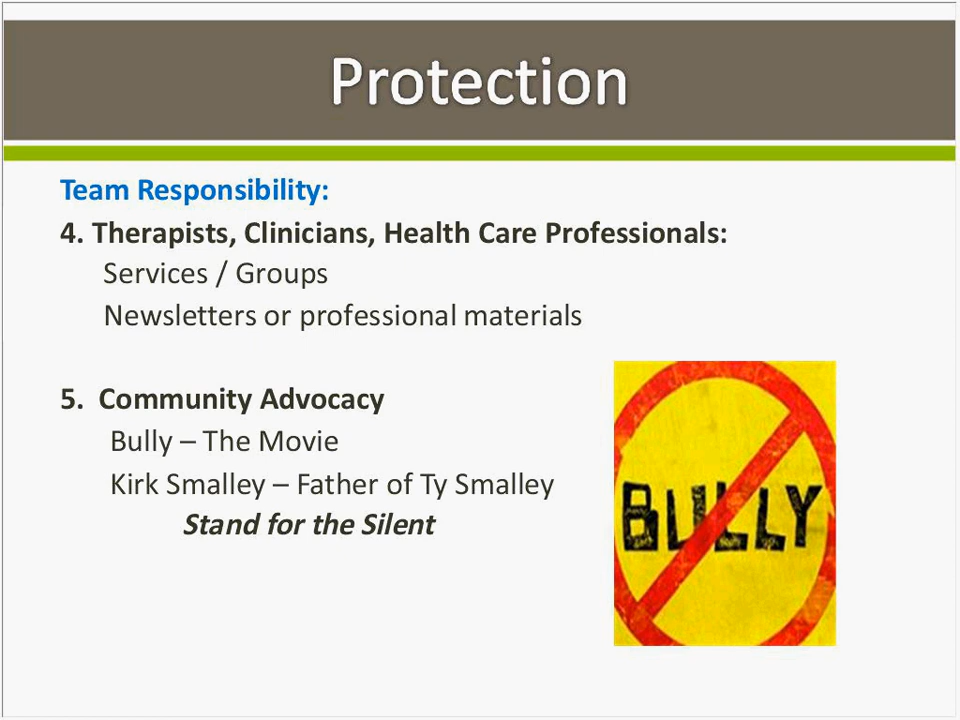 Protection
Team Responsibility:
4. Therapists, Clinicians, Health Care Professionals:
Services / Groups
Newsletters or professional materials
5. Community Advocacy
Bully – The Movie
Kirk Smalley – Father of Ty Smalley
Stand for the Silent
BULLY